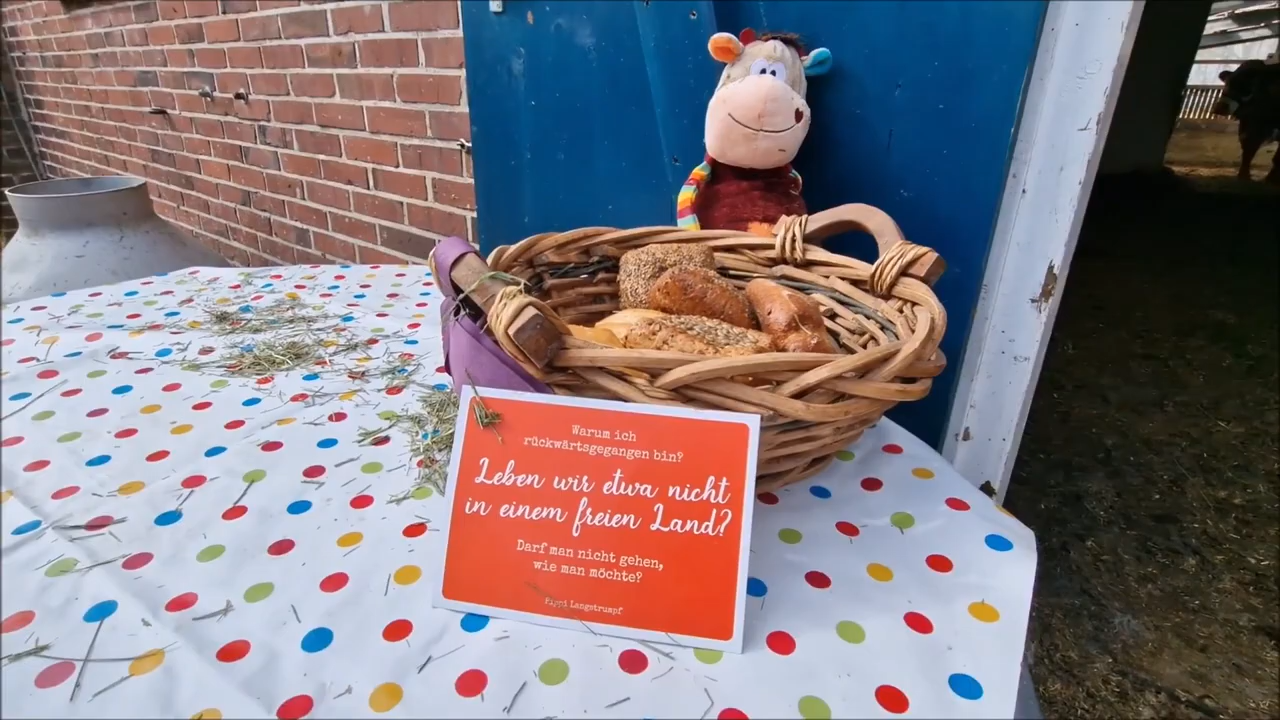 Warum ich
rückwärtsgegangen bin?
Leben wir etwa nicht
in einem freien Land?
Darf man nicht gehen,
wie man möchte?
Pippi Langstrumpf